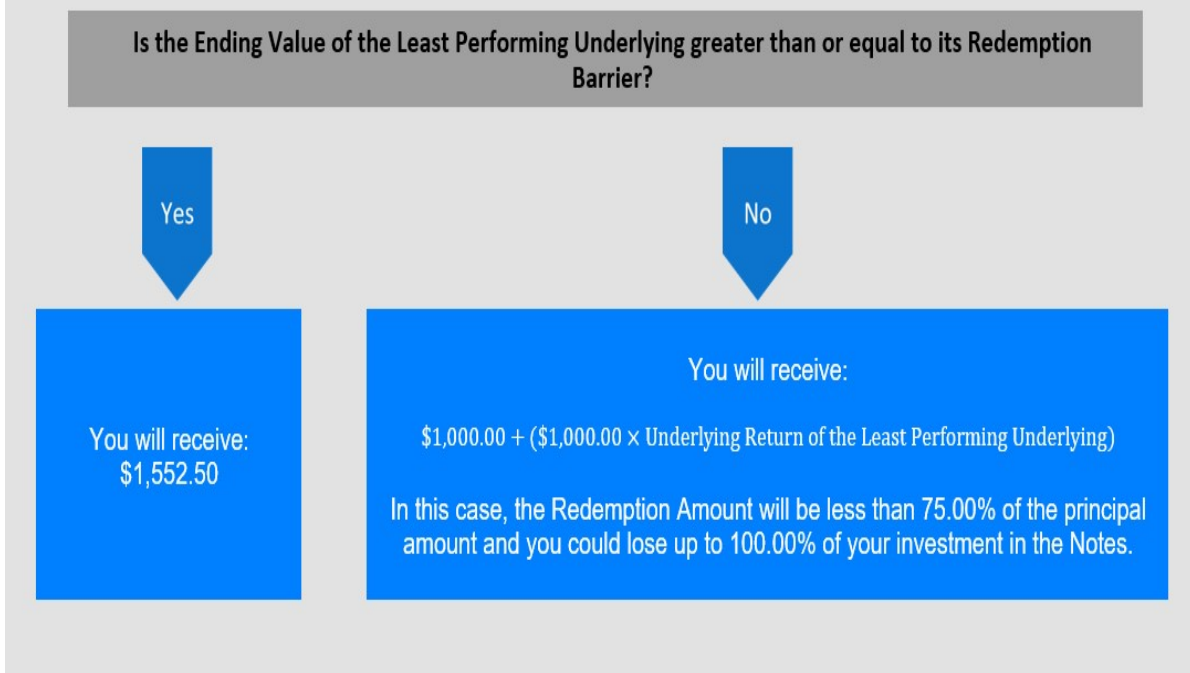 Is the Ending Value of the Least Performing Underlying greater than or equal to its Redemption
Barrier?
Yes
No
You will receive:
$1,552.50
You will receive:
$1,000.00 + ($1,000.00 × Underlying Return of the Least Performing Underlying)
In this case, the Redemption Amount will be less than 75.00% of the principal
amount and you could lose up to 100.00% of your investment in the Notes.